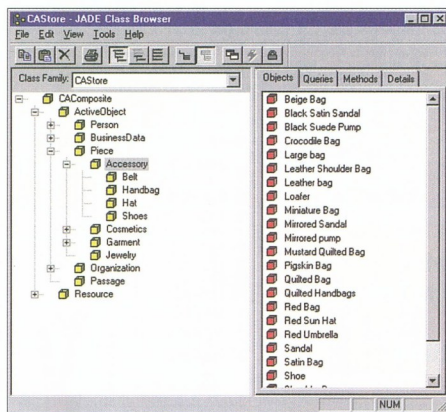 CAStore - JADE Class Browser
File Edit View Tools Help
Class Family: CAStore
CAComposite
ActiveObject
Person
BusinessData
Piece
Accessory
Belt
Handbag
Hat
Shoes
Cosmetics
Garment
Jewelry
Organization
Passage
Resource
Objects Queries Methods Details
Beige Bag
Black Satin Sandal
Black Suede Pump
Crocodile Bag
Large bag
Leather Shoulder Bag
Leather bag
Loafer
Miniature Bag
Mirrored Sandal
Mirrored pump
Mustard Quilted Bag
Pigskin Bag
Quilted Bag
Quilted Handbags
Red Bag
Red Sun Hat
Red Umbrella
Sandal
Satin Bag
Shoe
NUM